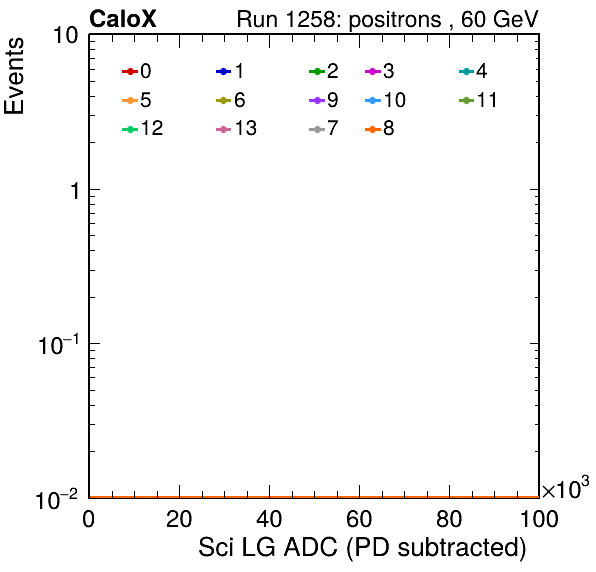 CaloX Run 1258: positrons , 60 GeV
Events
10
1
10⁻¹
10⁻²
0 1 2 3 4
5 6 9 10 11
12 13 7 8
0 20 40 60 80 100
×10³
Sci LG ADC (PD subtracted)